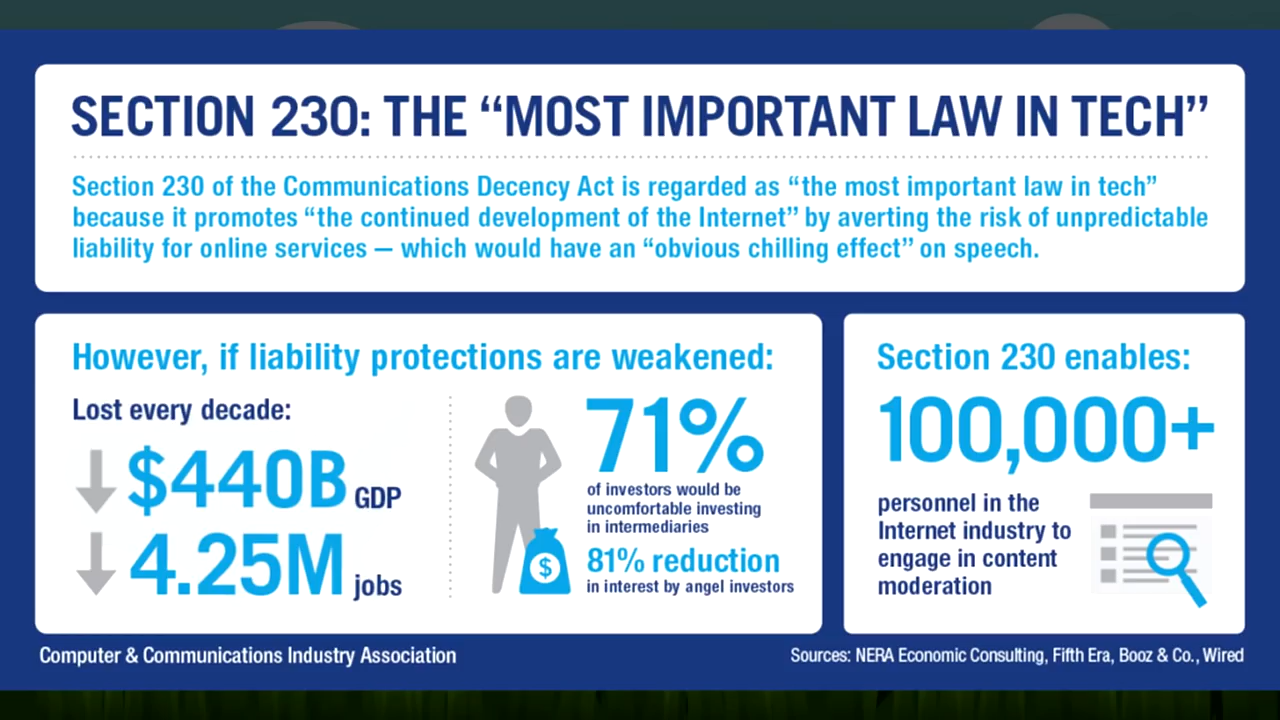 SECTION 230: THE “MOST IMPORTANT LAW IN TECH”
Section 230 of the Communications Decency Act is regarded as “the most important law in tech”
because it promotes “the continued development of the Internet” by averting the risk of unpredictable
liability for online services — which would have an “obvious chilling effect” on speech.
However, if liability protections are weakened:
Lost every decade:
$440B GDP
4.25M jobs
71%
of investors would be
uncomfortable investing
in intermediaries
$
81% reduction
in interest by angel investors
Section 230 enables:
100,000+
personnel in the
Internet industry to
engage in content
moderation
Computer & Communications Industry Association
Sources: NERA Economic Consulting, Fifth Era, Booz & Co., Wired